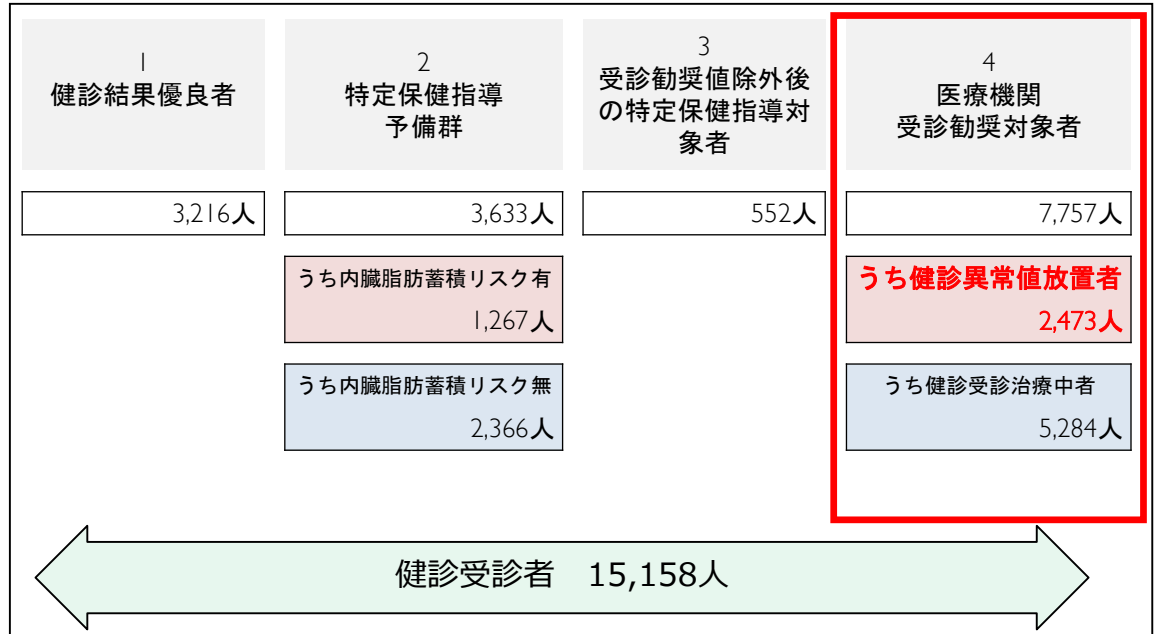 1
健診結果優良者
2
特定保健指導
予備群
3
受診勧奨値除外後
の特定保健指導対
象者
4
医療機関
受診勧奨対象者
3,216人
3,633人
552人
7,757人
うち内臓脂肪蓄積リスク有
1,267人
うち健診異常値放置者
2,473人
うち内臓脂肪蓄積リスク無
2,366人
うち健診受診治療中者
5,284人
健診受診者 15,158人